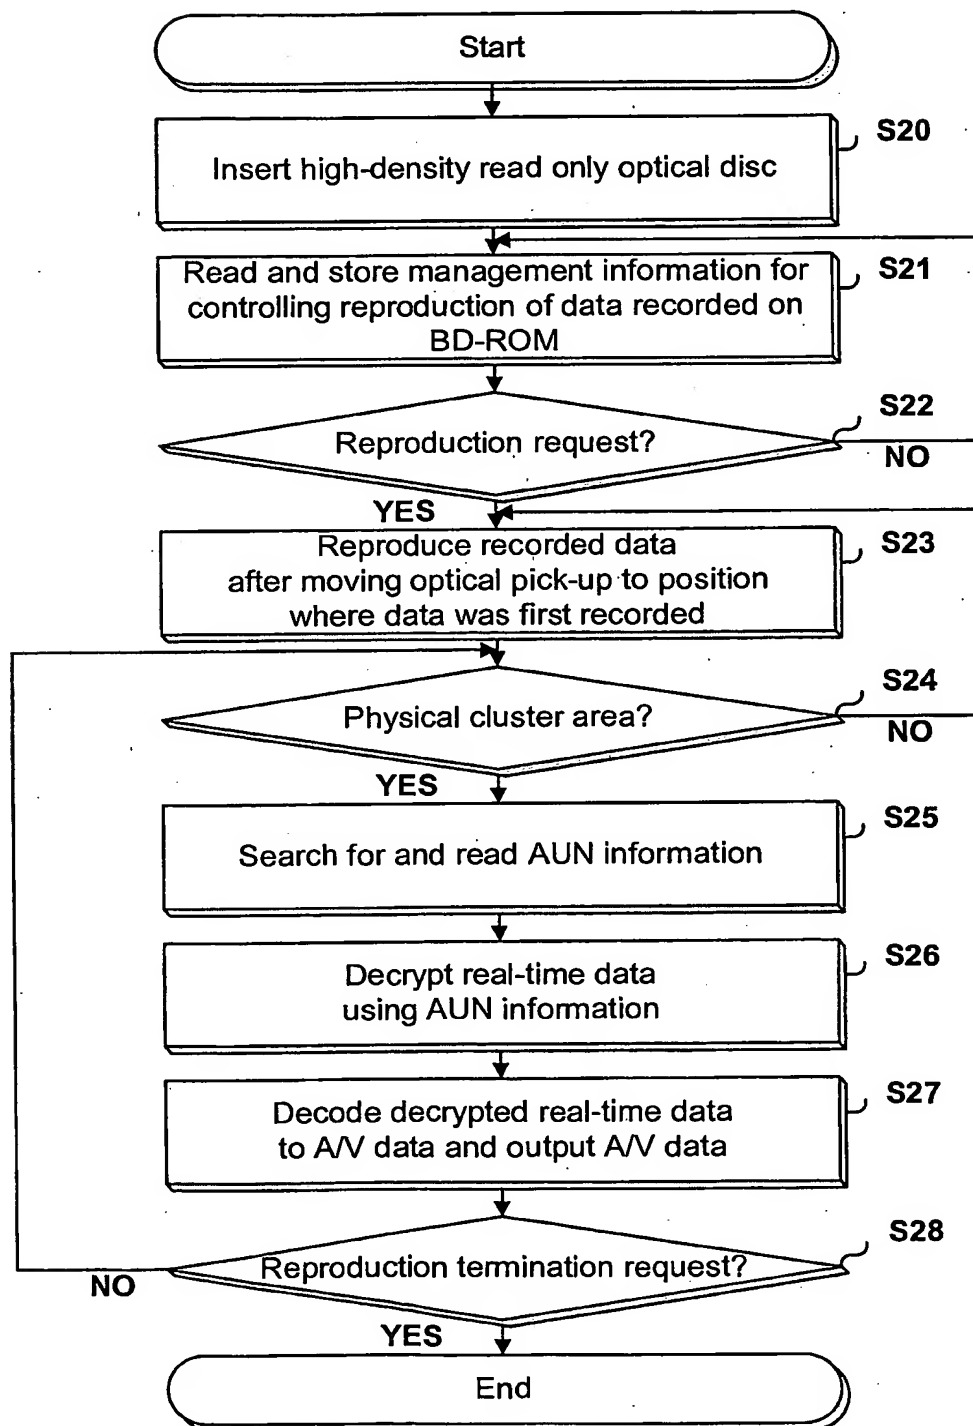 Start
S20
Insert high-density read only optical disc
S21
Read and store management information for
controlling reproduction of data recorded on
BD-ROM
S22
Reproduction request?
NO
YES
S23
Reproduce recorded data
after moving optical pick-up to position
where data was first recorded
S24
Physical cluster area?
NO
YES
S25
Search for and read AUN information
S26
Decrypt real-time data
using AUN information
S27
Decode decrypted real-time data
to A/V data and output A/V data
S28
Reproduction termination request?
NO
YES
End